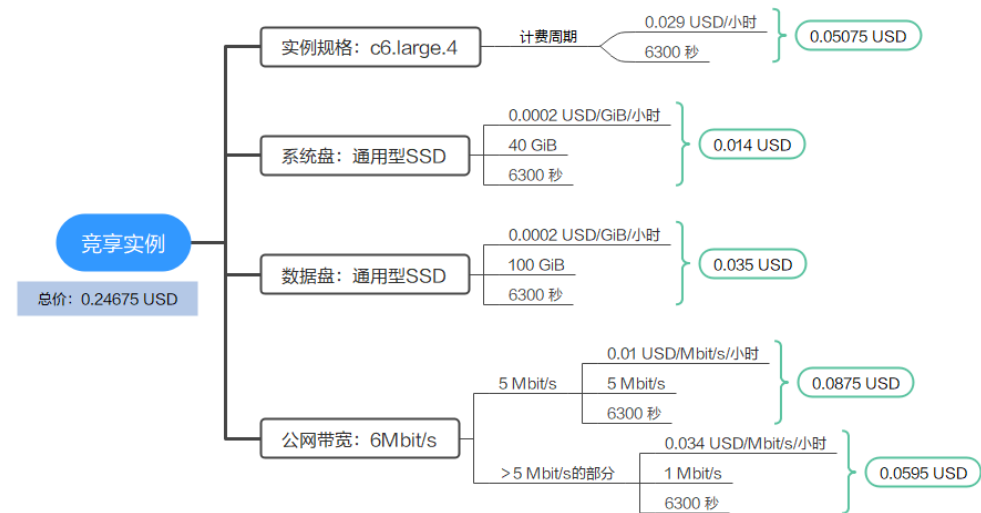 竞享实例
总价：0.24675 USD
实例规格：c6.large.4
计费周期
0.029 USD/小时
6300 秒
0.05075 USD
系统盘：通用型SSD
0.0002 USD/GiB/小时
40 GiB
6300 秒
0.014 USD
数据盘：通用型SSD
0.0002 USD/GiB/小时
100 GiB
6300 秒
0.035 USD
公网带宽：6Mbit/s
5 Mbit/s
0.01 USD/Mbit/s/小时
5 Mbit/s
6300 秒
0.0875 USD
＞5 Mbit/s的部分
0.034 USD/Mbit/s/小时
1 Mbit/s
6300 秒
0.0595 USD